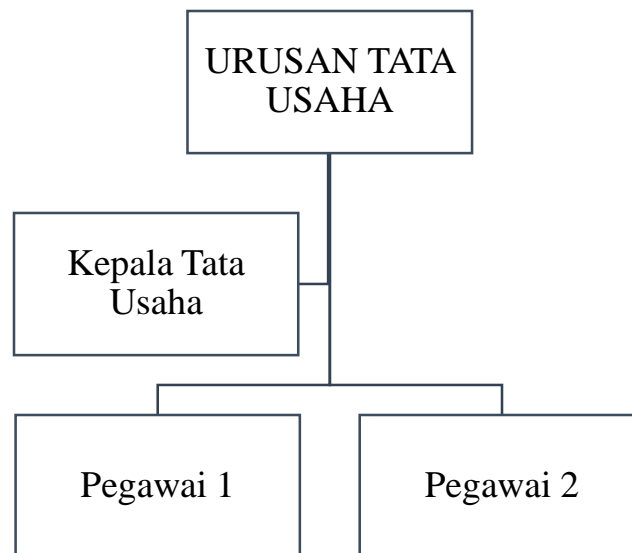 URUSAN TATA
USAHA
Kepala Tata
Usaha
Pegawai 1
Pegawai 2